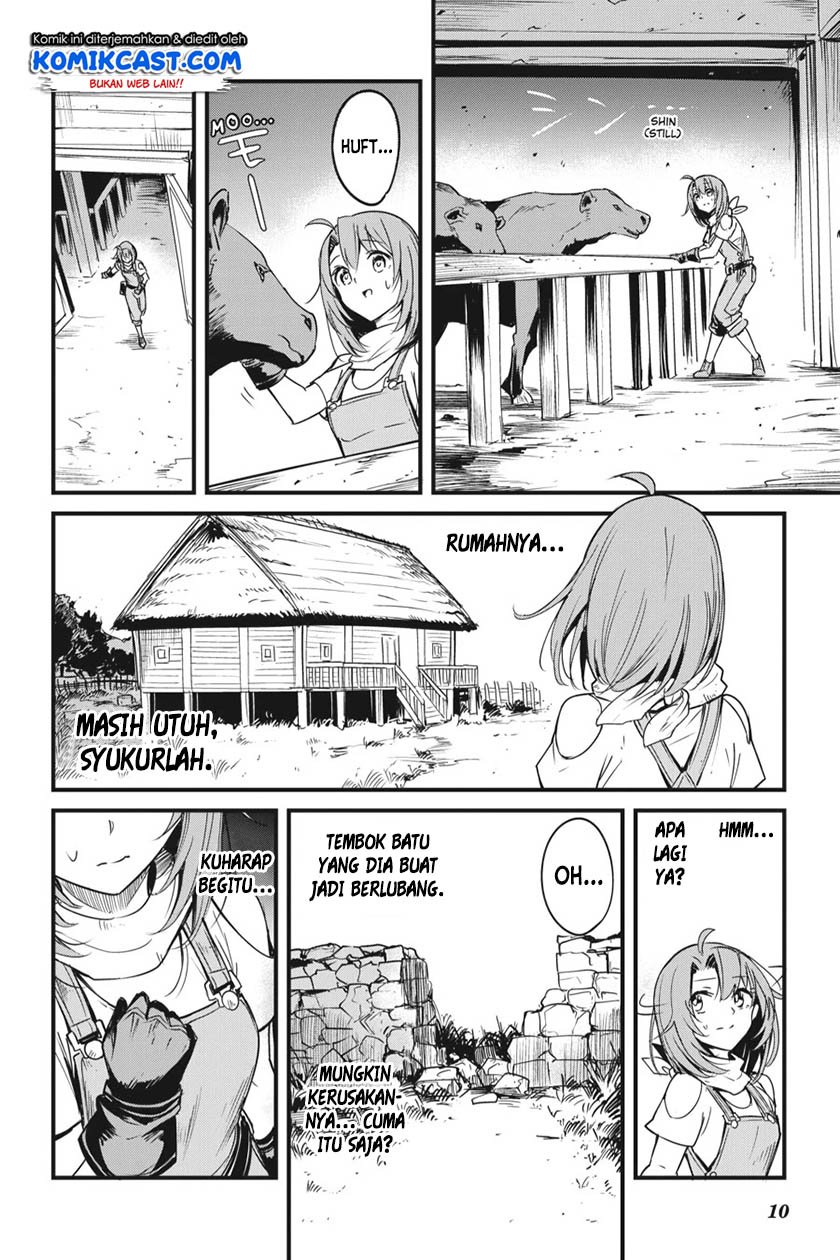 Komik ini diterjemahkan & diedit oleh
KOMIKCAST.COM
BUKAN WEB LAIN!!
SHIN
(STILL)
HUFT...
MOO...
モー
RUMAHNYA...
MASIH UTUH,
SYUKURLAH.
HMM...
APA
LAGI
YA?
OH...
TEMBOK BATU
YANG DIA BUAT
JADI BERLUBANG.
MUNGKIN
KERUSAKAN-
NYA... CUMA
ITU SAJA?
KUHARAP
BEGITU...
10